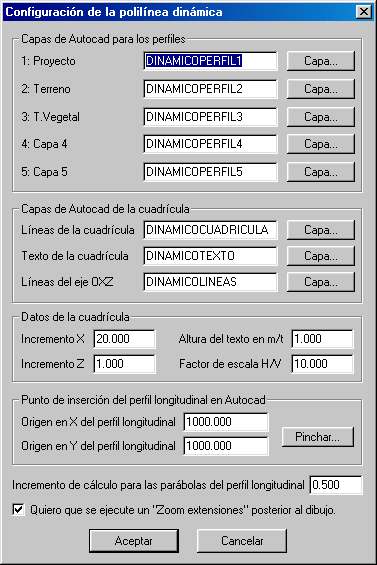 Configuración de la polilínea dinámica
Capas de Autocad para los perfiles
1: Proyecto DINAMICOPERFIL1 Capa...
2: Terreno DINAMICOPERFIL2 Capa...
3: T.Vegetal DINAMICOPERFIL3 Capa...
4: Capa 4 DINAMICOPERFIL4 Capa...
5: Capa 5 DINAMICOPERFIL5 Capa...
Capas de Autocad de la cuadrícula
Líneas de la cuadrícula DINAMICOCUADRICULA Capa...
Texto de la cuadrícula DINAMICOTEXTO Capa...
Líneas del eje OXZ DINAMICOLINEAS Capa...
Datos de la cuadrícula
Incremento X 20.000 Altura del texto en m/t 1.000
Incremento Z 1.000 Factor de escala H/V 10.000
Punto de inserción del perfil longitudinal en Autocad
Origen en X del perfil longitudinal 1000.000
Origen en Y del perfil longitudinal 1000.000
Pinchar...
Incremento de cálculo para las parábolas del perfil longitudinal 0.500
Quiero que se ejecute un "Zoom extensiones" posterior al dibujo.
Aceptar Cancelar